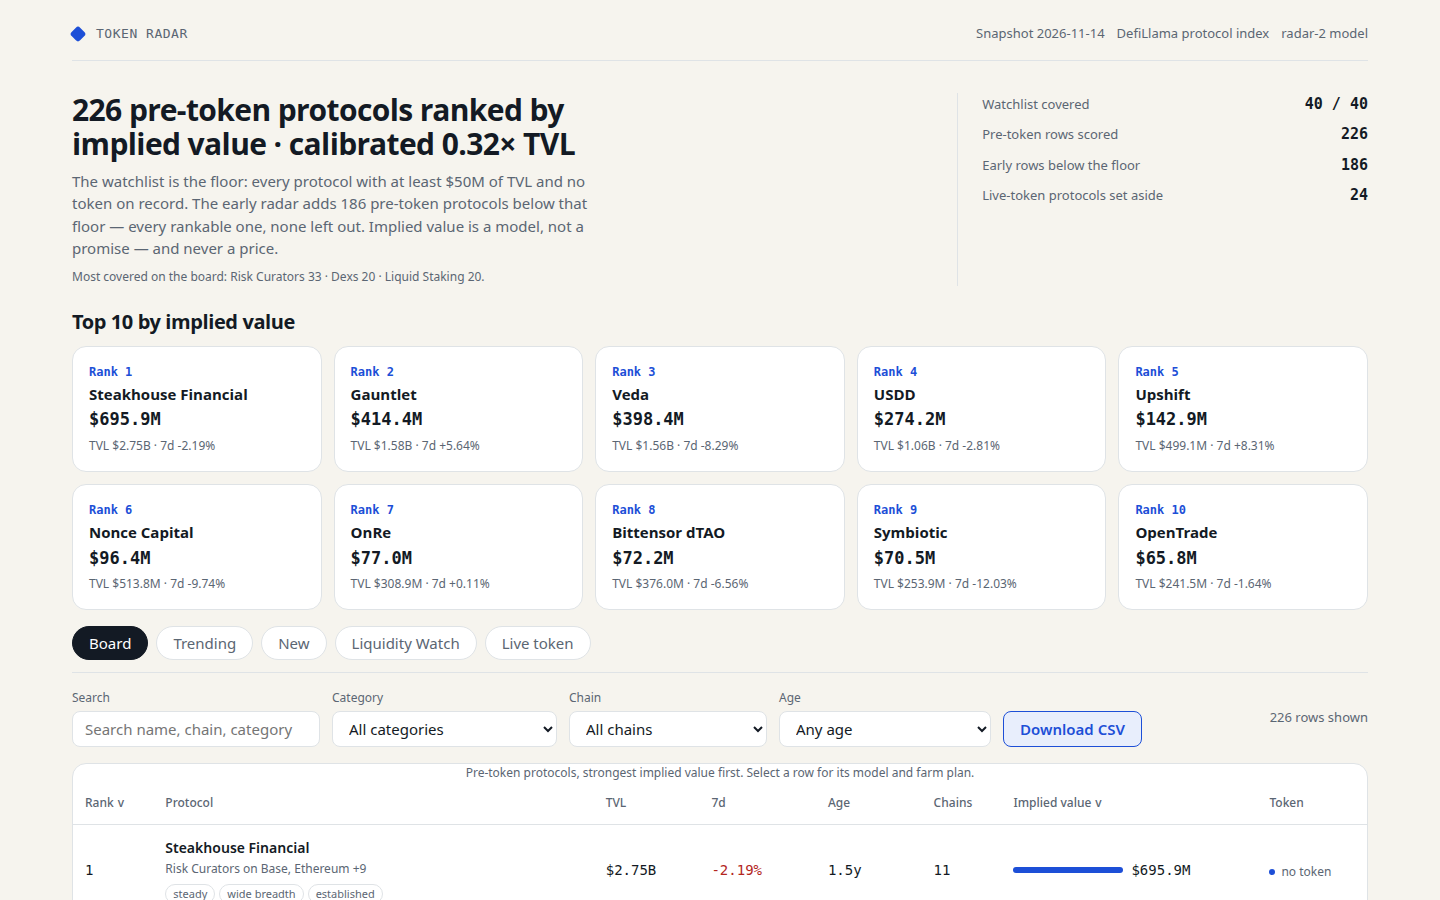 TOKEN RADAR
Snapshot 2026-11-14 DefiLlama protocol index radar-2 model
226 pre-token protocols ranked by
implied value · calibrated 0.32× TVL
The watchlist is the floor: every protocol with at least $50M of TVL and no
token on record. The early radar adds 186 pre-token protocols below that
floor — every rankable one, none left out. Implied value is a model, not a
promise — and never a price.
Most covered on the board: Risk Curators 33 · Dexs 20 · Liquid Staking 20.
Watchlist covered 40 / 40
Pre-token rows scored 226
Early rows below the floor 186
Live-token protocols set aside 24
Top 10 by implied value
Rank 1
Steakhouse Financial
$695.9M
TVL $2.75B · 7d -2.19%
Rank 2
Gauntlet
$414.4M
TVL $1.58B · 7d +5.64%
Rank 3
Veda
$398.4M
TVL $1.56B · 7d -8.29%
Rank 4
USDD
$274.2M
TVL $1.06B · 7d -2.81%
Rank 5
Upshift
$142.9M
TVL $499.1M · 7d +8.31%
Rank 6
Nonce Capital
$96.4M
TVL $513.8M · 7d -9.74%
Rank 7
OnRe
$77.0M
TVL $308.9M · 7d +0.11%
Rank 8
Bittensor dTAO
$72.2M
TVL $376.0M · 7d -6.56%
Rank 9
Symbiotic
$70.5M
TVL $253.9M · 7d -12.03%
Rank 10
OpenTrade
$65.8M
TVL $241.5M · 7d -1.64%
Board Trending New Liquidity Watch Live token
Search Category Chain Age
Search name, chain, category All categories All chains Any age Download CSV 226 rows shown
Pre-token protocols, strongest implied value first. Select a row for its model and farm plan.
Rank v Protocol TVL 7d Age Chains Implied value v Token
Steakhouse Financial
Risk Curators on Base, Ethereum +9
1 $2.75B -2.19% 1.5y 11 $695.9M no token
steady wide breadth established